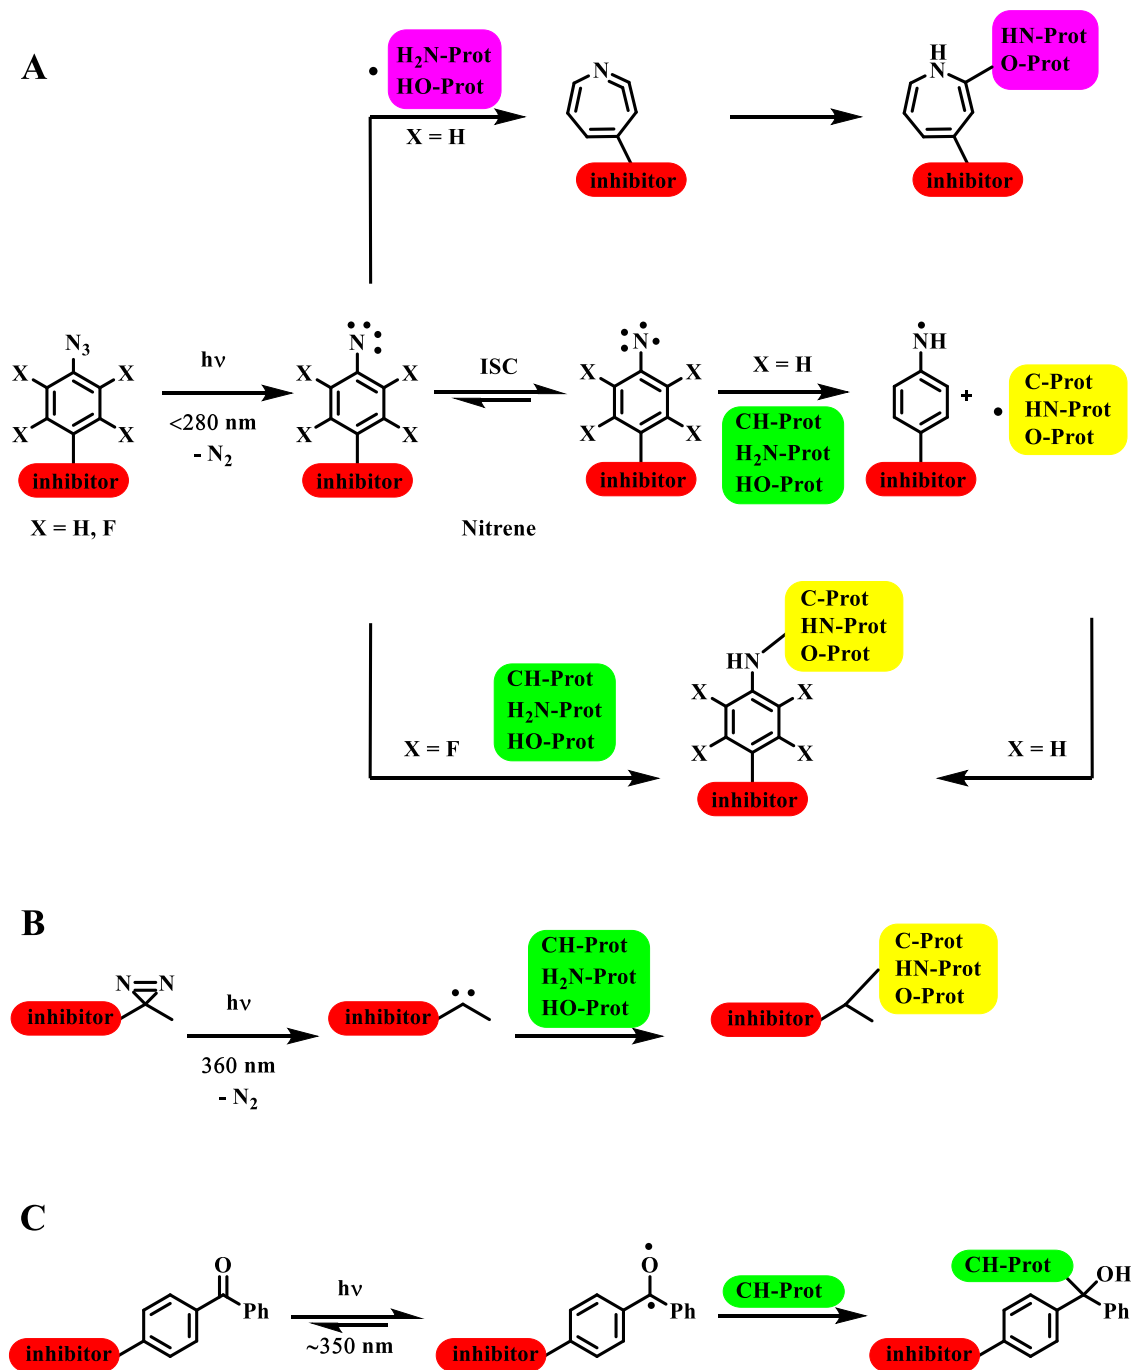 A
H₂N-Prot
HO-Prot
X = H
N
inhibitor
H
N
HN-Prot
O-Prot
inhibitor
N₃
X X
X X
inhibitor
X = H, F
hν
<280 nm
- N₂
N
X X
X X
inhibitor
ISC
Nitrene
N
X X
X X
inhibitor
X = H
CH-Prot
H₂N-Prot
HO-Prot
NH
inhibitor
+
C-Prot
HN-Prot
O-Prot
X = F
CH-Prot
H₂N-Prot
HO-Prot
C-Prot
HN-Prot
O-Prot
HN
X X
X X
inhibitor
X = H
B
N=N
inhibitor
hν
360 nm
- N₂
inhibitor
CH-Prot
H₂N-Prot
HO-Prot
C-Prot
HN-Prot
O-Prot
inhibitor
C
O
Ph
inhibitor
hν
~350 nm
O
C
Ph
inhibitor
CH-Prot
CH-Prot
OH
Ph
inhibitor